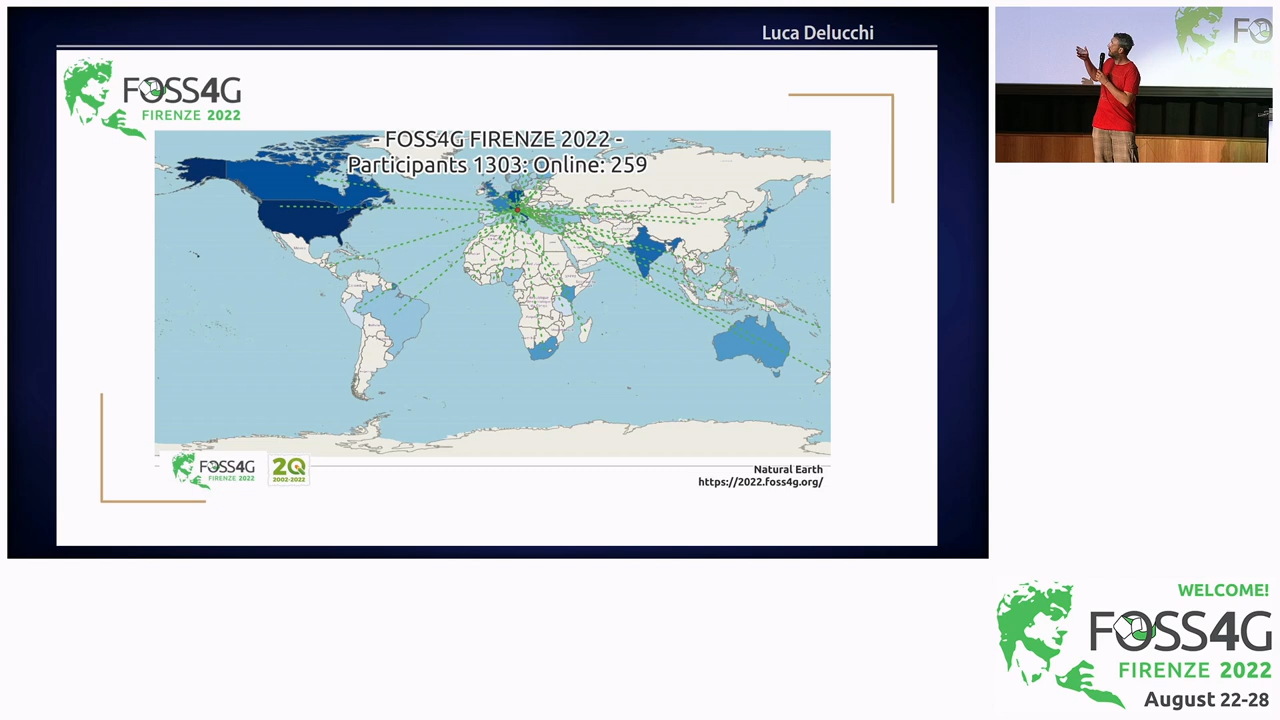 Luca Delucchi
FOSS4G
FIRENZE 2022
- FOSS4G FIRENZE 2022 -
Participants 1303: Online: 259
FOSS4G
FIRENZE 2022
2Q
2002-2022
Natural Earth
https://2022.foss4g.org/
FO
WELCOME!
FOSS4G
FIRENZE 2022
August 22-28